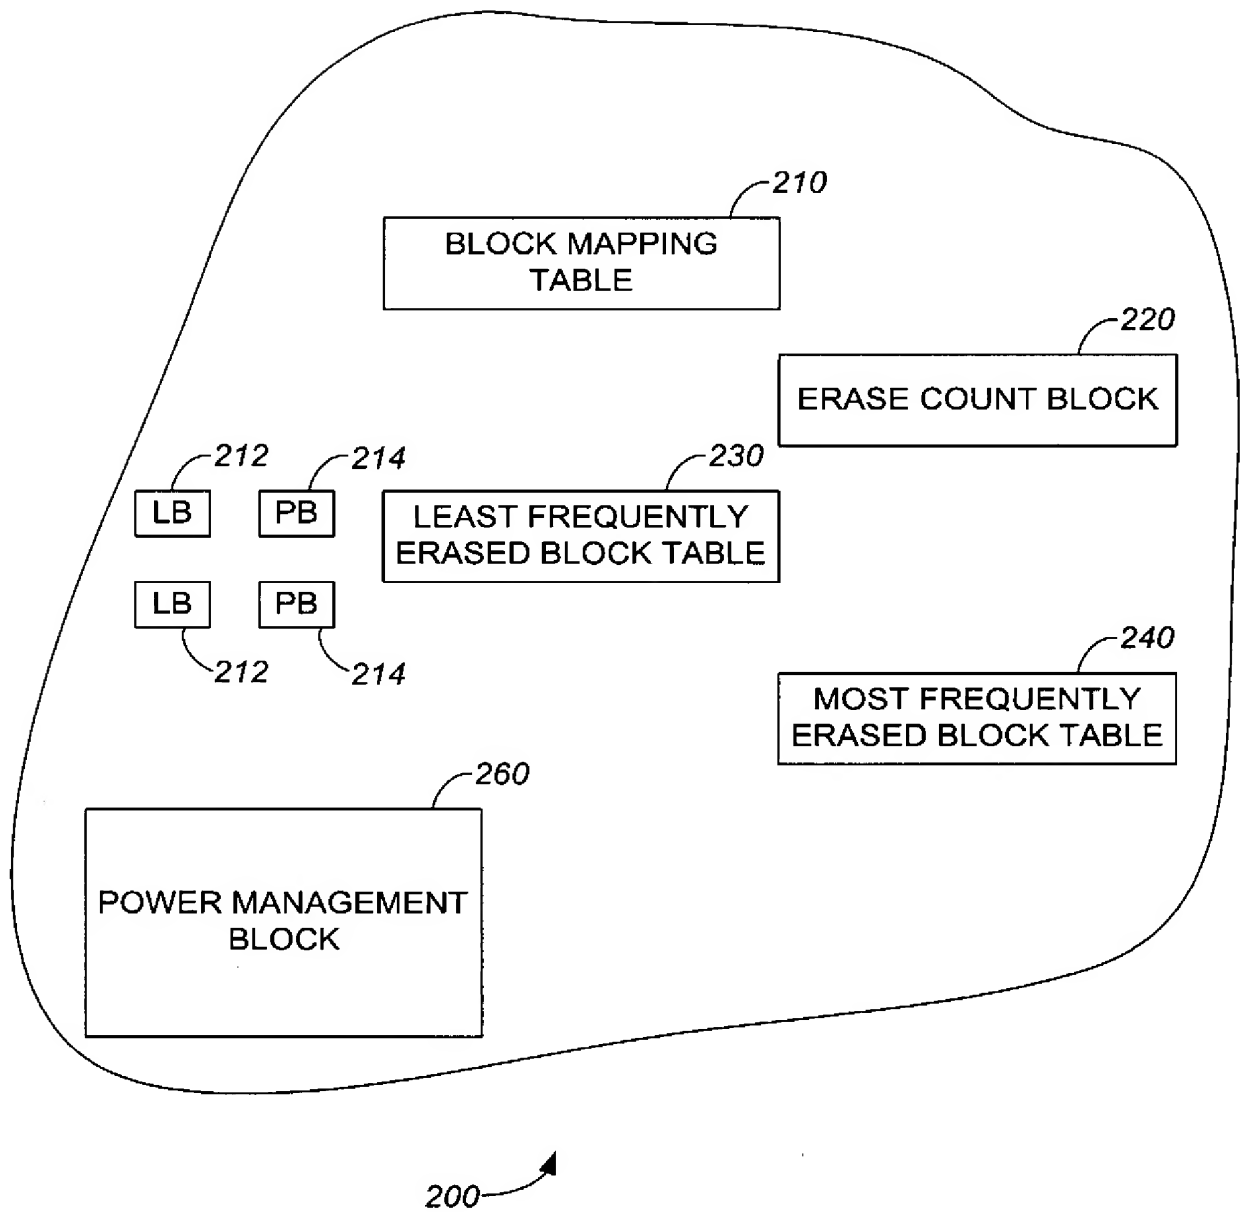 210
BLOCK MAPPING
TABLE
220
ERASE COUNT BLOCK
212
214
230
LB
PB
LEAST FREQUENTLY
ERASED BLOCK TABLE
LB
PB
212
214
240
MOST FREQUENTLY
ERASED BLOCK TABLE
260
POWER MANAGEMENT
BLOCK
200